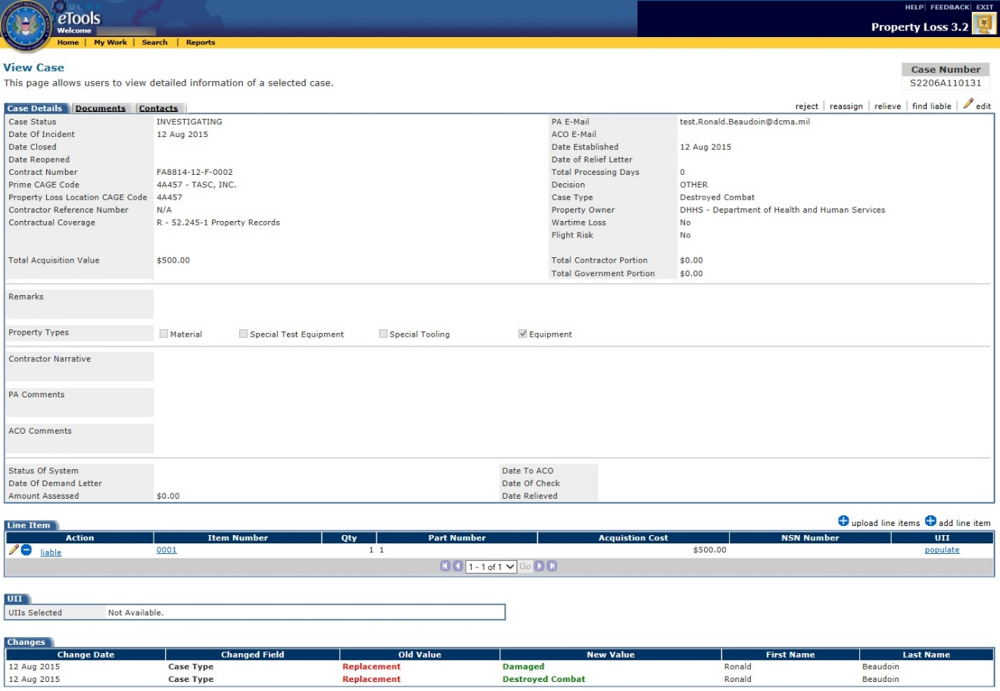 HELP| FEEDBACK| EXIT
DCMA
eTools
Welcome
Property Loss 3.2
Home | My Work | Search | Reports
View Case
This page allows users to view detailed information of a selected case.
Case Number
S2206A110131
Case Details Documents Contacts
reject | reassign | relieve | find liable | edit
Case Status INVESTIGATING PA E-Mail test.Ronald.Beaudoin@dcma.mil
Date Of Incident 12 Aug 2015 ACO E-Mail
Date Closed Date Established 12 Aug 2015
Date Reopened Date of Relief Letter
Contract Number FA8814-12-F-0002 Total Processing Days 0
Prime CAGE Code 4A457 - TASC, INC. Decision OTHER
Property Loss Location CAGE Code 4A457 Case Type Destroyed Combat
Contractor Reference Number N/A Property Owner DHHS - Department of Health and Human Services
Contractual Coverage R - 52.245-1 Property Records Wartime Loss No
Flight Risk No
Total Acquisition Value $500.00 Total Contractor Portion $0.00
Total Government Portion $0.00
Remarks
Property Types Material Special Test Equipment Special Tooling Equipment
Contractor Narrative
PA Comments
ACO Comments
Status Of System Date To ACO
Date Of Demand Letter Date Of Check
Amount Assessed $0.00 Date Relieved
Line Item
upload line items add line item
Action Item Number Qty Part Number Acquistion Cost NSN Number UII
liable 0001 1 1 $500.00 populate
1 - 1 of 1 Go
UII
UIIs Selected Not Available.
Changes
Change Date Changed Field Old Value New Value First Name Last Name
12 Aug 2015 Case Type Replacement Damaged Ronald Beaudoin
12 Aug 2015 Case Type Replacement Destroyed Combat Ronald Beaudoin